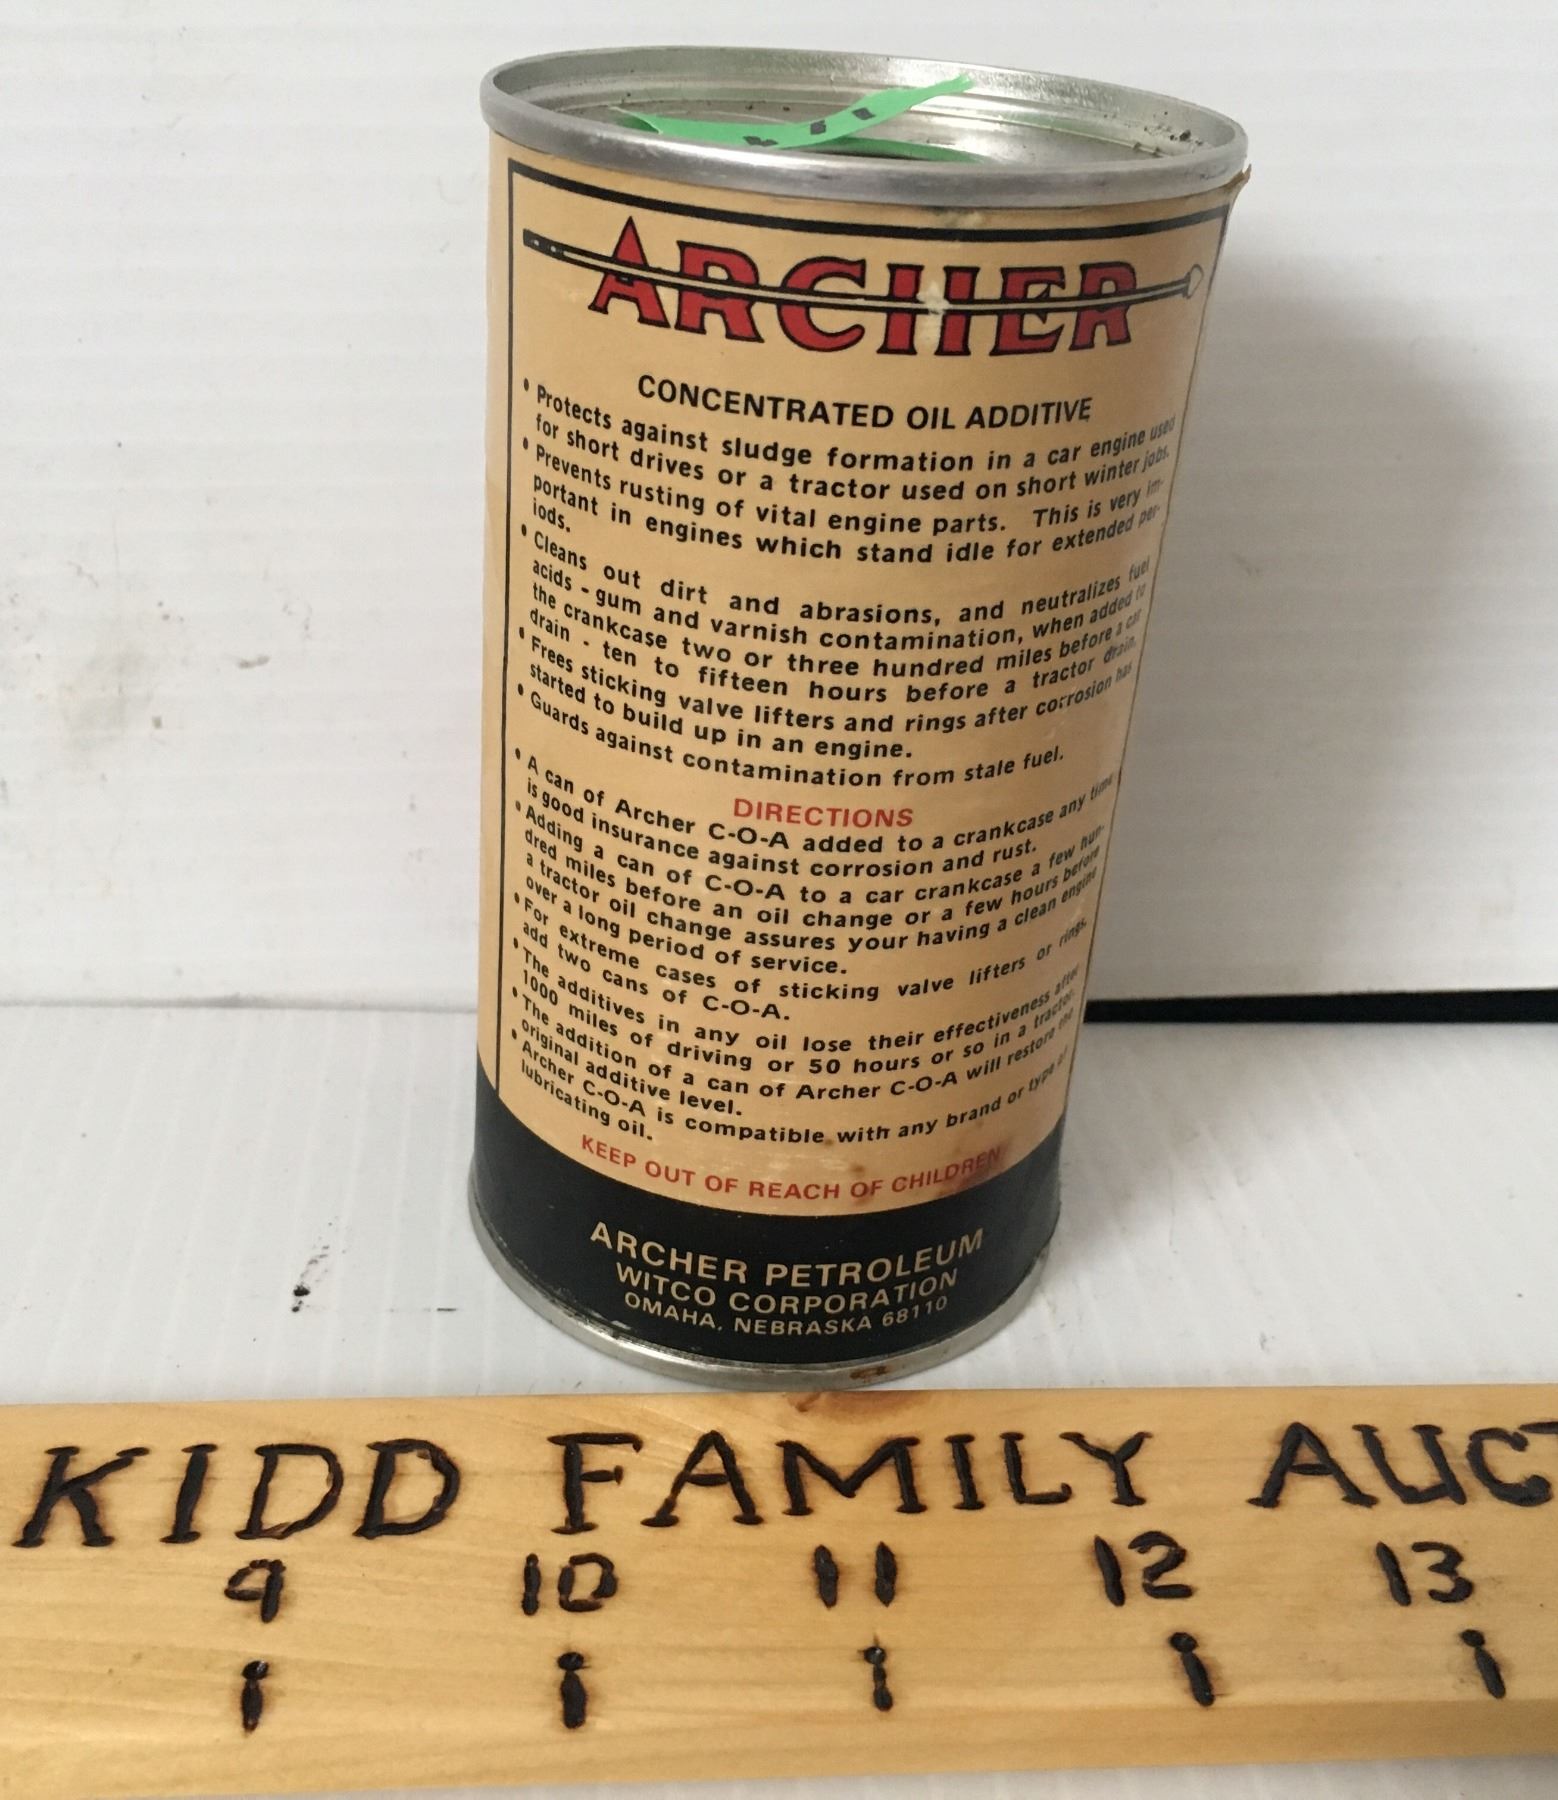 ARCHER
CONCENTRATED OIL ADDITIVE
• Protects against sludge formation in a car engine used
for short drives or a tractor used on short winter jobs.
• Prevents rusting of vital engine parts. This is very im-
portant in engines which stand idle for extended per-
iods.
• Cleans out dirt and abrasions, and neutralizes fuel
acids - gum and varnish contamination, when added to
the crankcase two or three hundred miles before a car
drain - ten to fifteen hours before a tractor drain.
• Frees sticking valve lifters and rings after corrosion has
started to build up in an engine.
• Guards against contamination from stale fuel.
DIRECTIONS
• A can of Archer C-O-A added to a crankcase any time
is good insurance against corrosion and rust.
• Adding a can of C-O-A to a car crankcase a few hun-
dred miles before an oil change or a few hours before
a tractor oil change assures your having a clean engine
over a long period of service.
• For extreme cases of sticking valve lifters or rings,
add two cans of C-O-A.
• The additives in any oil lose their effectiveness after
1000 miles of driving or 50 hours or so in a tractor.
• The addition of a can of Archer C-O-A will restore the
original additive level.
• Archer C-O-A is compatible with any brand or type of
lubricating oil.
KEEP OUT OF REACH OF CHILDREN
ARCHER PETROLEUM
WITCO CORPORATION
OMAHA, NEBRASKA 68110
KIDD FAMILY AUCT
9 10 11 12 13